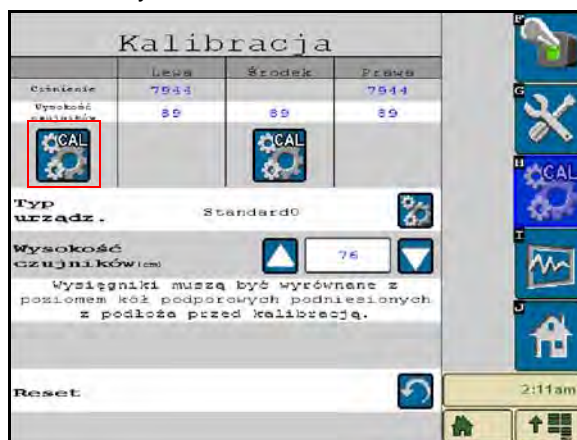 Kalibracja
Lewa Środek Prawa
Ciśnienie 7944 7944
Wysokość czujników 89 89 89
CAL CAL
Typ urządz. Standard0
Wysokość czujników (cm) 76
Wysięgniki muszą być wyrównane z
poziomem kół podporowych podniesionych
z podłoża przed kalibracją.
Reset
F
G
H
CAL
I
J
2:11am